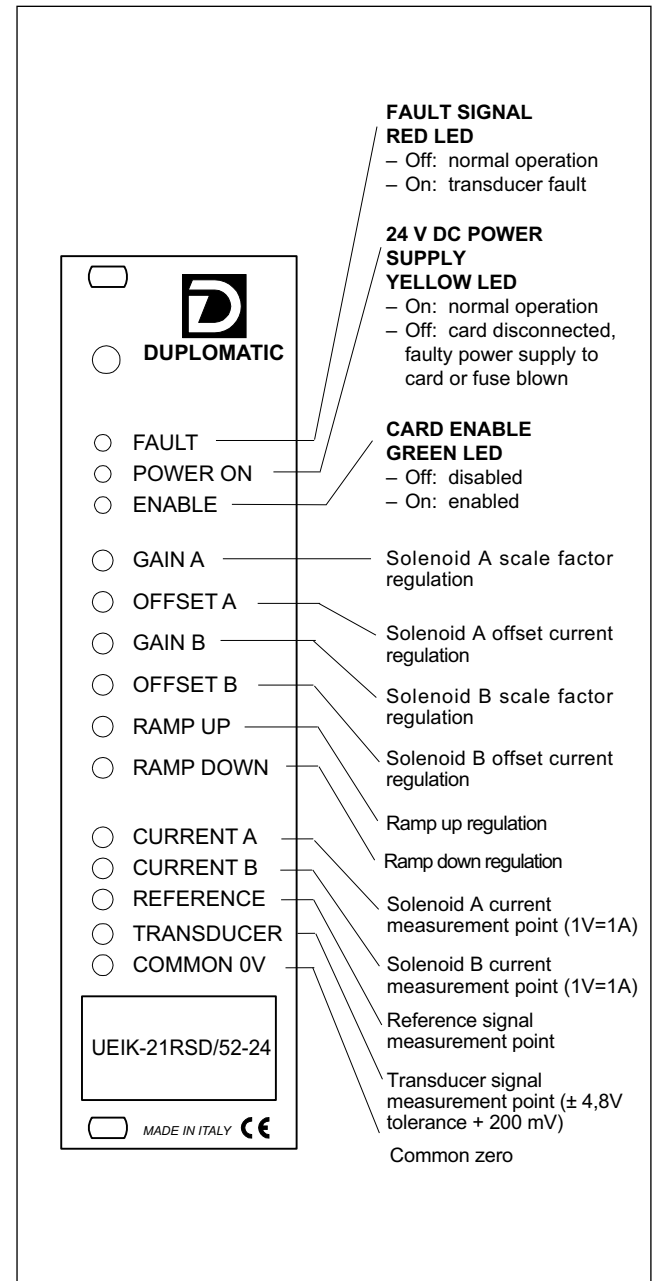 FAULT SIGNAL
RED LED
– Off: normal operation
– On: transducer fault
24 V DC POWER
SUPPLY
YELLOW LED
– On: normal operation
– Off: card disconnected,
faulty power supply to
card or fuse blown
CARD ENABLE
GREEN LED
– Off: disabled
– On: enabled
Solenoid A scale factor
regulation
Solenoid A offset current
regulation
Solenoid B scale factor
regulation
Solenoid B offset current
regulation
Ramp up regulation
Ramp down regulation
Solenoid A current
measurement point (1V=1A)
Solenoid B current
measurement point (1V=1A)
Reference signal
measurement point
Transducer signal
measurement point (± 4,8V
tolerance + 200 mV)
Common zero
D
DUPLOMATIC
FAULT
POWER ON
ENABLE
GAIN A
OFFSET A
GAIN B
OFFSET B
RAMP UP
RAMP DOWN
CURRENT A
CURRENT B
REFERENCE
TRANSDUCER
COMMON 0V
UEIK-21RSD/52-24
MADE IN ITALY CE